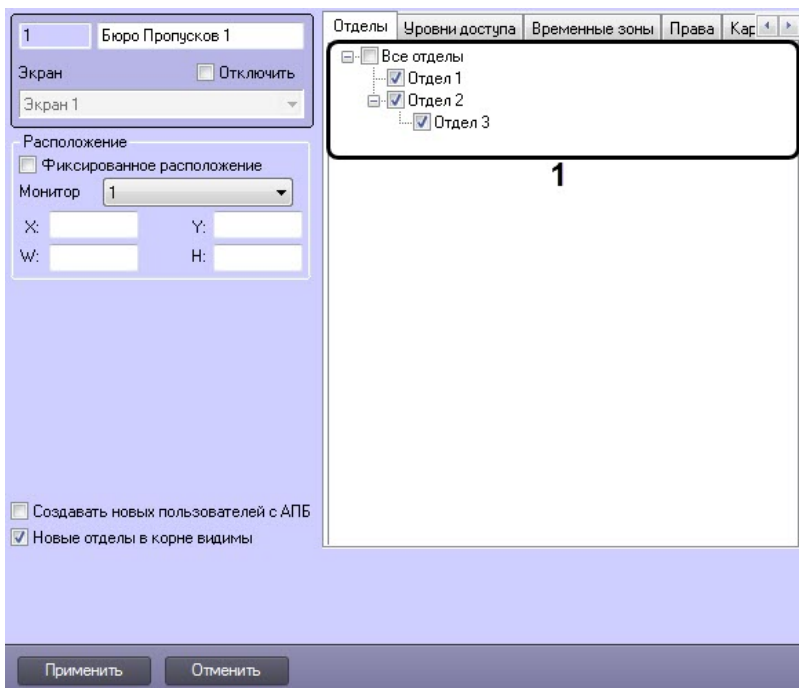 1 Бюро Пропусков 1
Экран Отключить
Экран 1
Расположение
Фиксированное расположение
Монитор 1
X: Y:
W: H:
Создавать новых пользователей с АПБ
Новые отделы в корне видимы
Отделы Уровни доступа Временные зоны Права Кар
Все отделы
Отдел 1
Отдел 2
Отдел 3
1
Применить Отменить